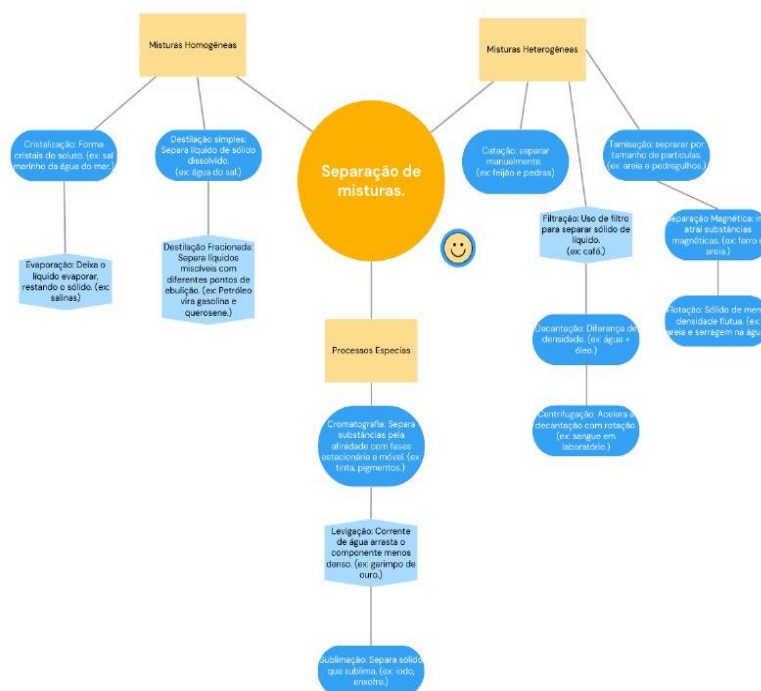 Misturas Homogêneas
Misturas Heterogêneas
Separação de
misturas.
Cristalização: Forma
cristais do soluto. (ex: sal
marinho da água do mar.)
Destilação simples:
Separa líquido de sólido
dissolvido.
(ex: água do sal.)
Evaporação: Deixa o
líquido evaporar,
restando o sólido. (ex:
salinas)
Destilação Fracionada:
Separa líquidos
miscíveis com
diferentes pontos de
ebulição. (ex: Petróleo
vira gasolina e
querosene.)
Catação: separar
manualmente.
(ex: feijão e pedras)
Tamisação: seprarar por
tamanho de partículas.
(ex: areia e pedregulhos.)
Filtração: Uso de filtro
para separar sólido de
líquido.
(ex: café.)
Separação Magnética:
atrai substâncias
magnéticas. (ex: ferro e
areia.)
Decantação: Diferença de
densidade. (ex: água +
óleo.)
Flotação: Sólido de
densidade flutua. (ex:
areia e serragem na
Centrifugação: Acelera a
decantação com rotação.
(ex: sangue em
laboratório.)
Processos Especias
Cromatografia: Separa
substâncias pela
afinidade com fases
estacionária e móvel. (ex:
tinta, pigmentos.)
Levigação: Corrente
de água arrasta o
componente menos
denso. (ex: garimpo de
ouro.)
Sublimação: Separa sólido
que sublima. (ex: iodo,
enxofre.)